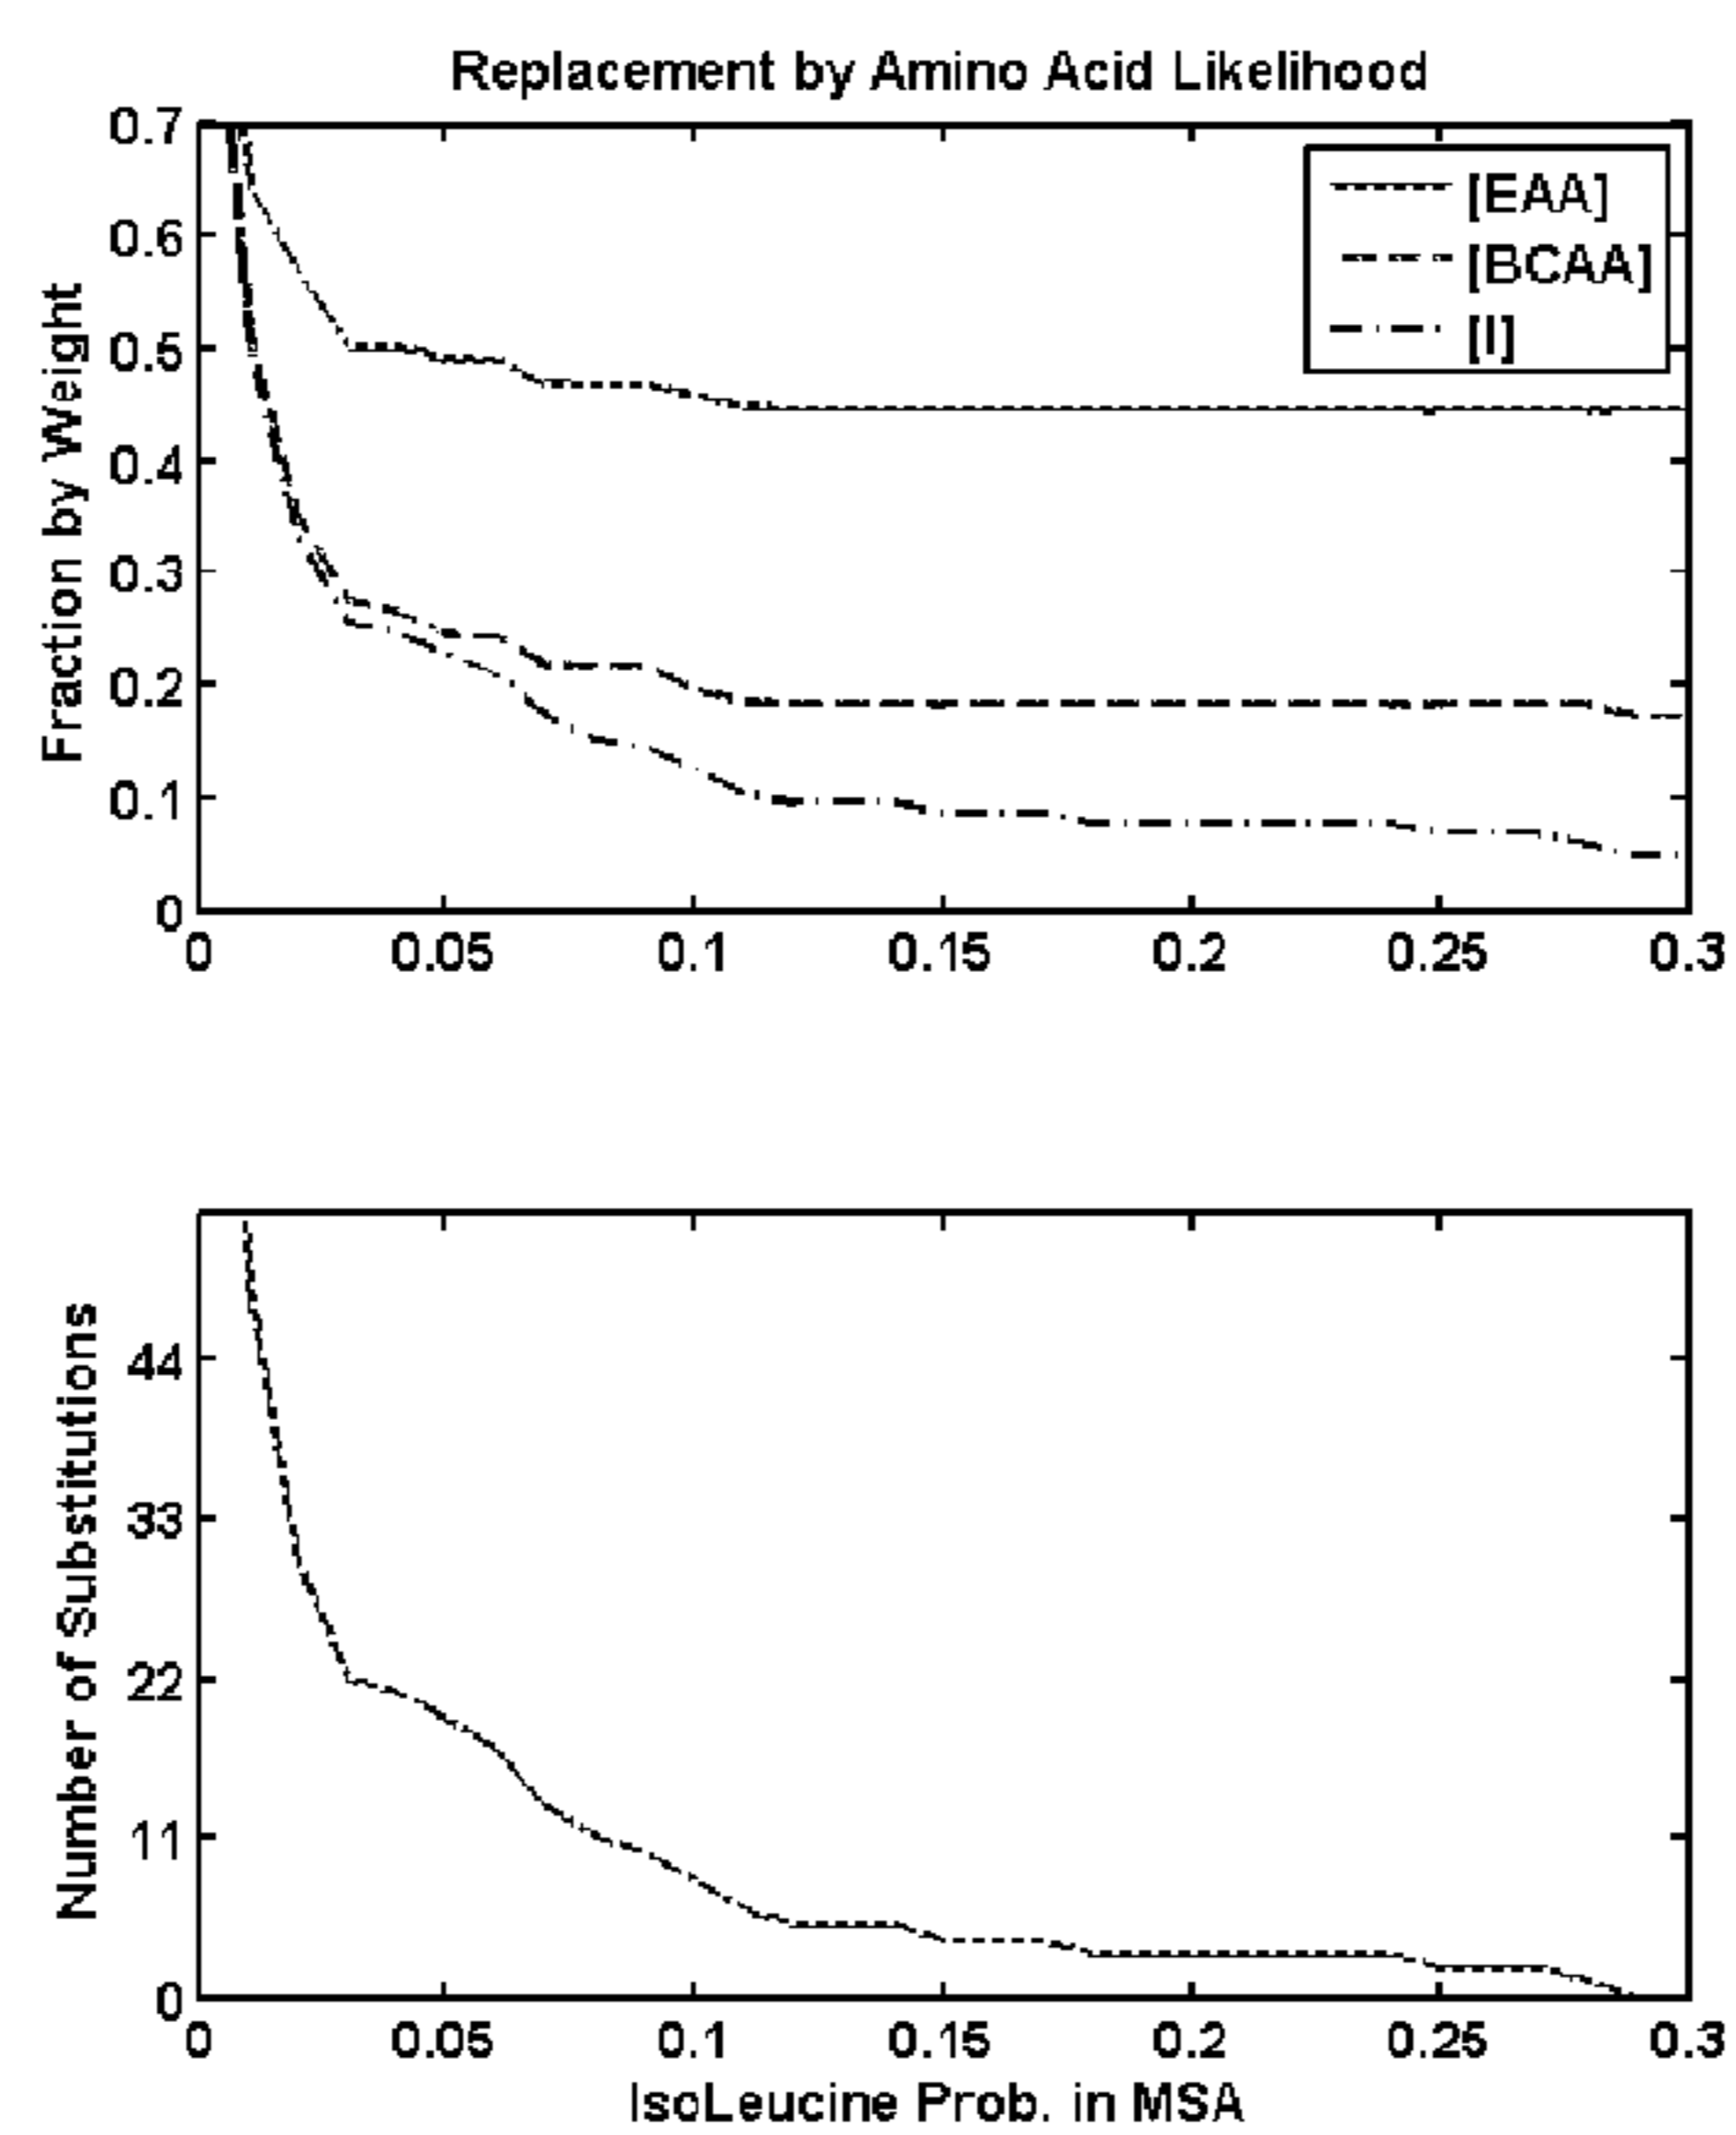 Replacement by Amino Acid Likelihood
Fraction by Weight
0.7
0.6
0.5
0.4
0.3
0.2
0.1
0
[EAA]
[BCAA]
[I]
0 0.05 0.1 0.15 0.2 0.25 0.3
Number of Substitutions
44
33
22
11
0
0 0.05 0.1 0.15 0.2 0.25 0.3
IsoLeucine Prob. in MSA